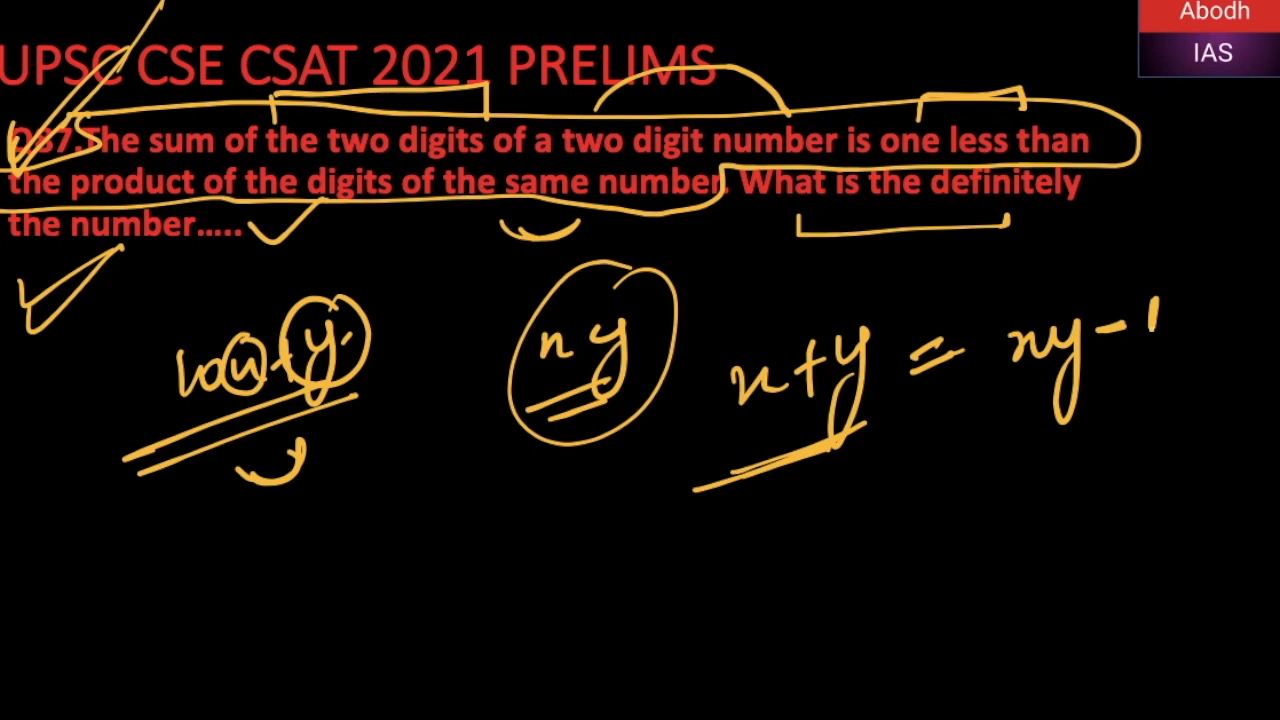 Abodh
IAS
UPSC CSE CSAT 2021 PRELIMS
Q37. The sum of the two digits of a two digit number is one less than
the product of the digits of the same number. What is the definitely
the number.....
10x+y
xy
x+y = xy-1